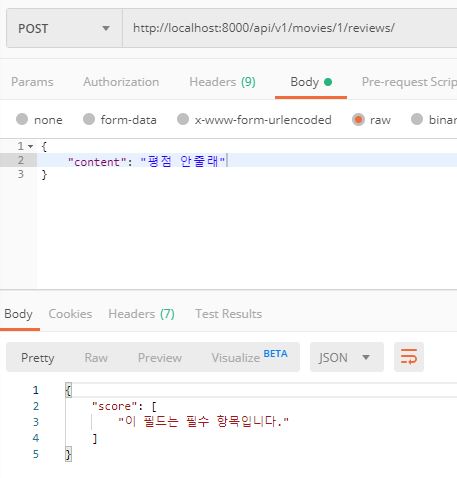 POST http://localhost:8000/api/v1/movies/1/reviews/
Params Authorization Headers (9) Body Pre-request Scrip
none form-data x-www-form-urlencoded raw binar
1 {
2 "content": "평점 안줄래"
3 }
Body Cookies Headers (7) Test Results
Pretty Raw Preview Visualize BETA JSON
1 {
2 "score": [
3 "이 필드는 필수 항목입니다."
4 ]
5 }